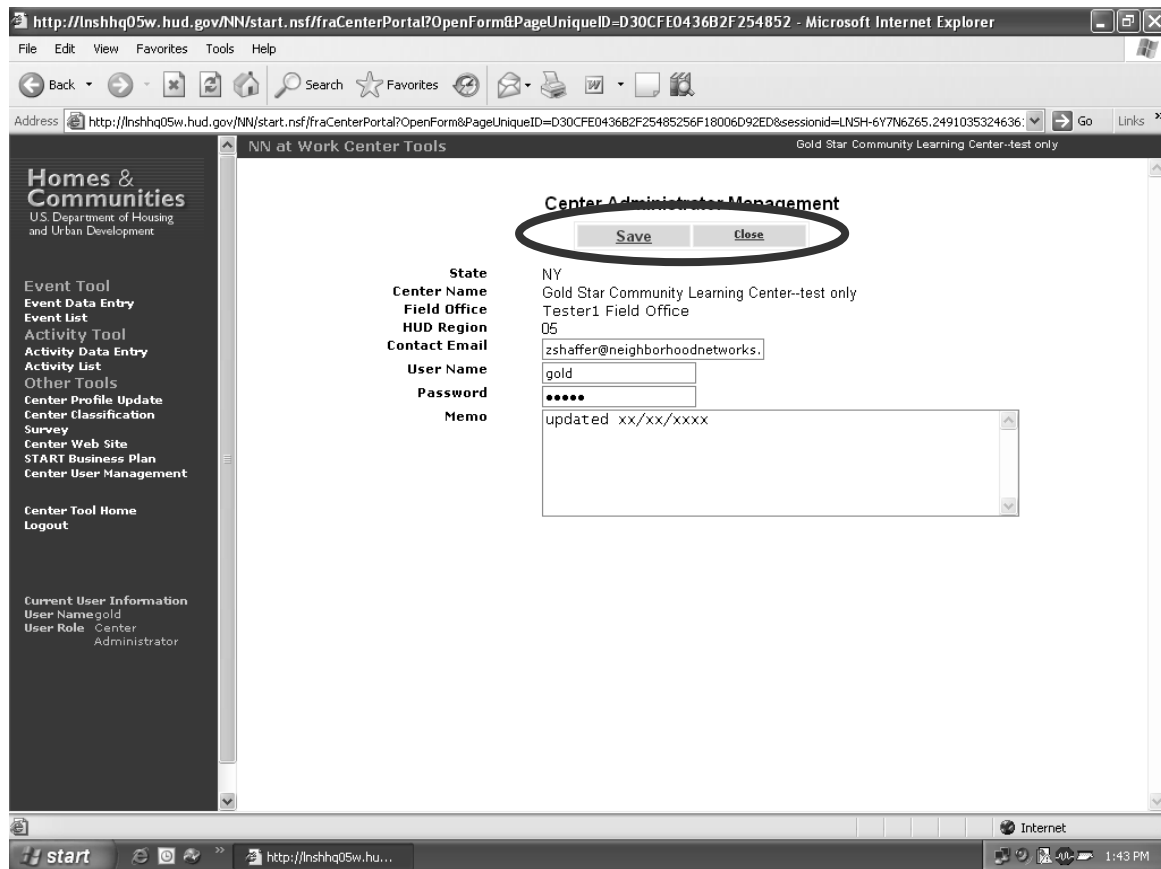 http://lnshhq05w.hud.gov/NN/start.nsf/fraCenterPortal?OpenForm&PageUniqueID=D30CFE0436B2F254852 - Microsoft Internet Explorer
File Edit View Favorites Tools Help
Back Search Favorites
Address http://lnshhq05w.hud.gov/NN/start.nsf/fraCenterPortal?OpenForm&PageUniqueID=D30CFE0436B2F25485256F18006D92ED&sessionid=LNSH-6Y7N6Z65.2491035324636: Go Links »
NN at Work Center Tools Gold Star Community Learning Center--test only
Homes &
Communities
U.S. Department of Housing
and Urban Development
Event Tool
Event Data Entry
Event List
Activity Tool
Activity Data Entry
Activity List
Other Tools
Center Profile Update
Center Classification
Survey
Center Web Site
START Business Plan
Center User Management
Center Tool Home
Logout
Current User Information
User Name gold
User Role Center
Administrator
Center Administrator Management
Save Close
State NY
Center Name Gold Star Community Learning Center--test only
Field Office Tester1 Field Office
HUD Region 05
Contact Email zshaffer@neighborhoodnetworks.
User Name gold
Password •••••
Memo updated xx/xx/xxxx
Internet
start » http://lnshhq05w.hu... 1:43 PM